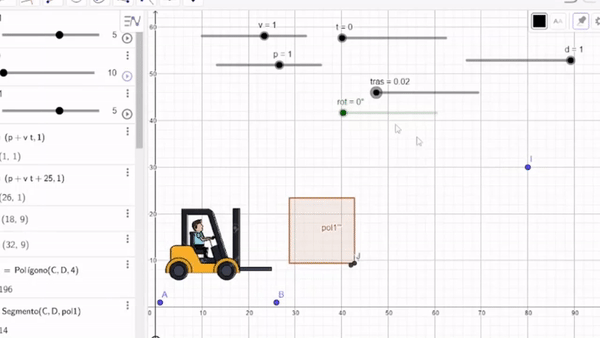 5
10
5
(p + v t, 1)
(1, 1)
(p + v t + 25, 1)
(26, 1)
(18, 9)
(32, 9)
= Polígono(C, D, 4)
196
Segmento(C, D, pol1)
14
v = 1
t = 0
p = 1
d = 1
tras = 0.02
rot = 0°
60
50
40
30
20
10
0
I
pol1'''
J
A
B
10 20 30 40 50 60 70 80 90
AA